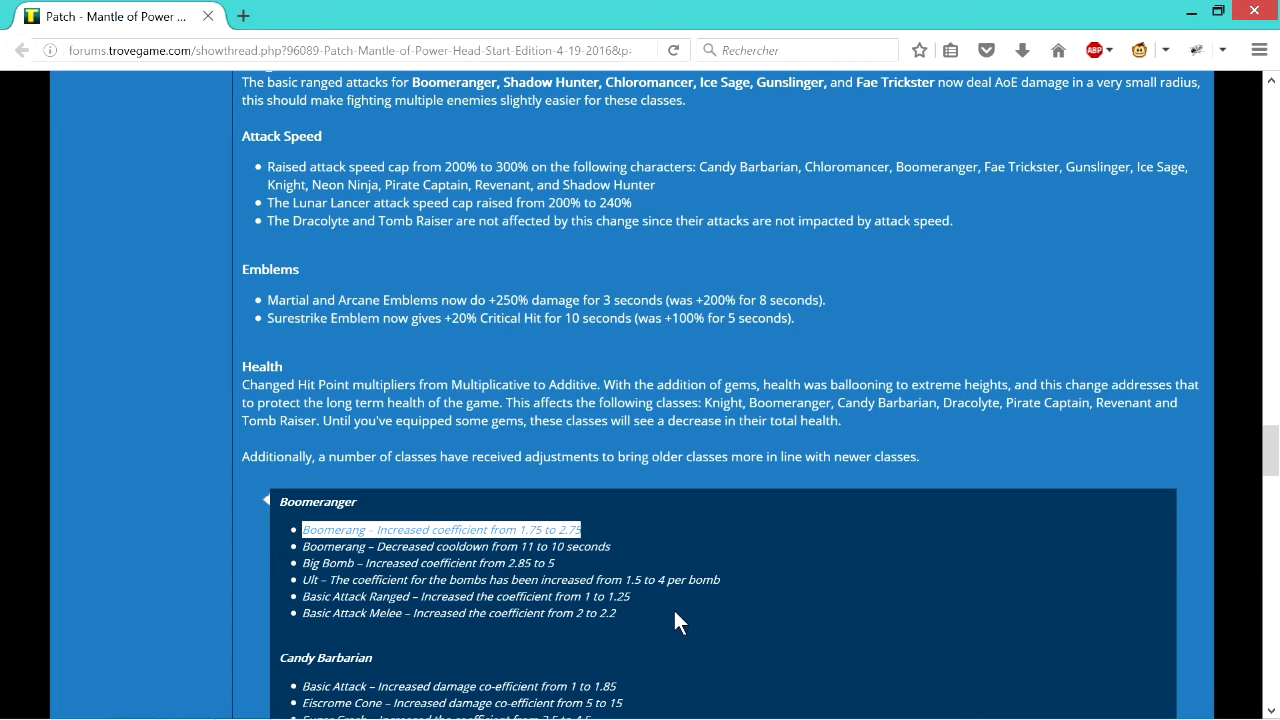 Patch - Mantle of Power ...
forums.trovegame.com/showthread.php?96089-Patch-Mantle-of-Power-Head-Start-Edition-4-19-2016&p=
Rechercher
ABP
The basic ranged attacks for Boomeranger, Shadow Hunter, Chloromancer, Ice Sage, Gunslinger, and Fae Trickster now deal AoE damage in a very small radius,
this should make fighting multiple enemies slightly easier for these classes.
Attack Speed
Raised attack speed cap from 200% to 300% on the following characters: Candy Barbarian, Chloromancer, Boomeranger, Fae Trickster, Gunslinger, Ice Sage,
Knight, Neon Ninja, Pirate Captain, Revenant, and Shadow Hunter
The Lunar Lancer attack speed cap raised from 200% to 240%
The Dracolyte and Tomb Raiser are not affected by this change since their attacks are not impacted by attack speed.
Emblems
Martial and Arcane Emblems now do +250% damage for 3 seconds (was +200% for 8 seconds).
Surestrike Emblem now gives +20% Critical Hit for 10 seconds (was +100% for 5 seconds).
Health
Changed Hit Point multipliers from Multiplicative to Additive. With the addition of gems, health was ballooning to extreme heights, and this change addresses that
to protect the long term health of the game. This affects the following classes: Knight, Boomeranger, Candy Barbarian, Dracolyte, Pirate Captain, Revenant and
Tomb Raiser. Until you've equipped some gems, these classes will see a decrease in their total health.
Additionally, a number of classes have received adjustments to bring older classes more in line with newer classes.
Boomeranger
Boomerang - Increased coefficient from 1.75 to 2.75
Boomerang – Decreased cooldown from 11 to 10 seconds
Big Bomb – Increased coefficient from 2.85 to 5
Ult – The coefficient for the bombs has been increased from 1.5 to 4 per bomb
Basic Attack Ranged – Increased the coefficient from 1 to 1.25
Basic Attack Melee – Increased the coefficient from 2 to 2.2
Candy Barbarian
Basic Attack – Increased damage co-efficient from 1 to 1.85
Eiscrome Cone – Increased damage co-efficient from 5 to 15